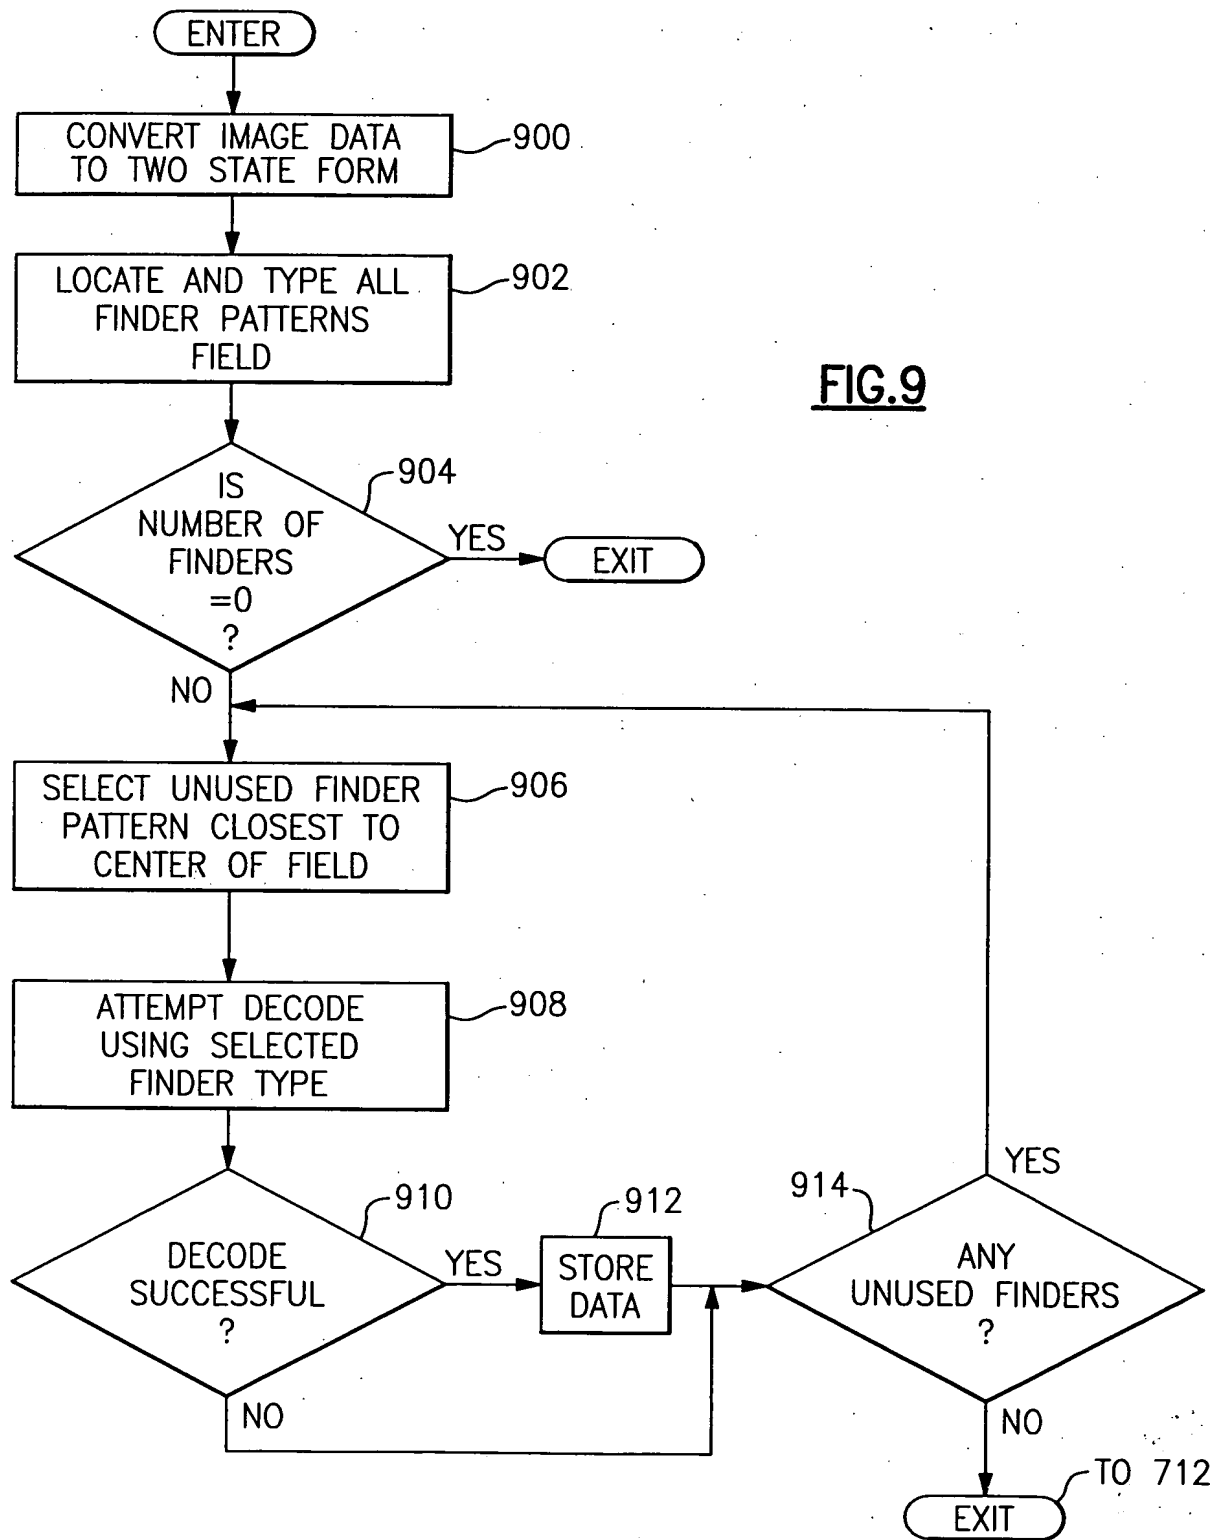 ENTER
CONVERT IMAGE DATA
TO TWO STATE FORM
900
LOCATE AND TYPE ALL
FINDER PATTERNS
FIELD
902
FIG.9
IS
NUMBER OF
FINDERS
=0
?
904
YES
EXIT
NO
SELECT UNUSED FINDER
PATTERN CLOSEST TO
CENTER OF FIELD
906
ATTEMPT DECODE
USING SELECTED
FINDER TYPE
908
DECODE
SUCCESSFUL
?
910
YES
NO
STORE
DATA
912
ANY
UNUSED FINDERS
?
914
YES
NO
EXIT
TO 712